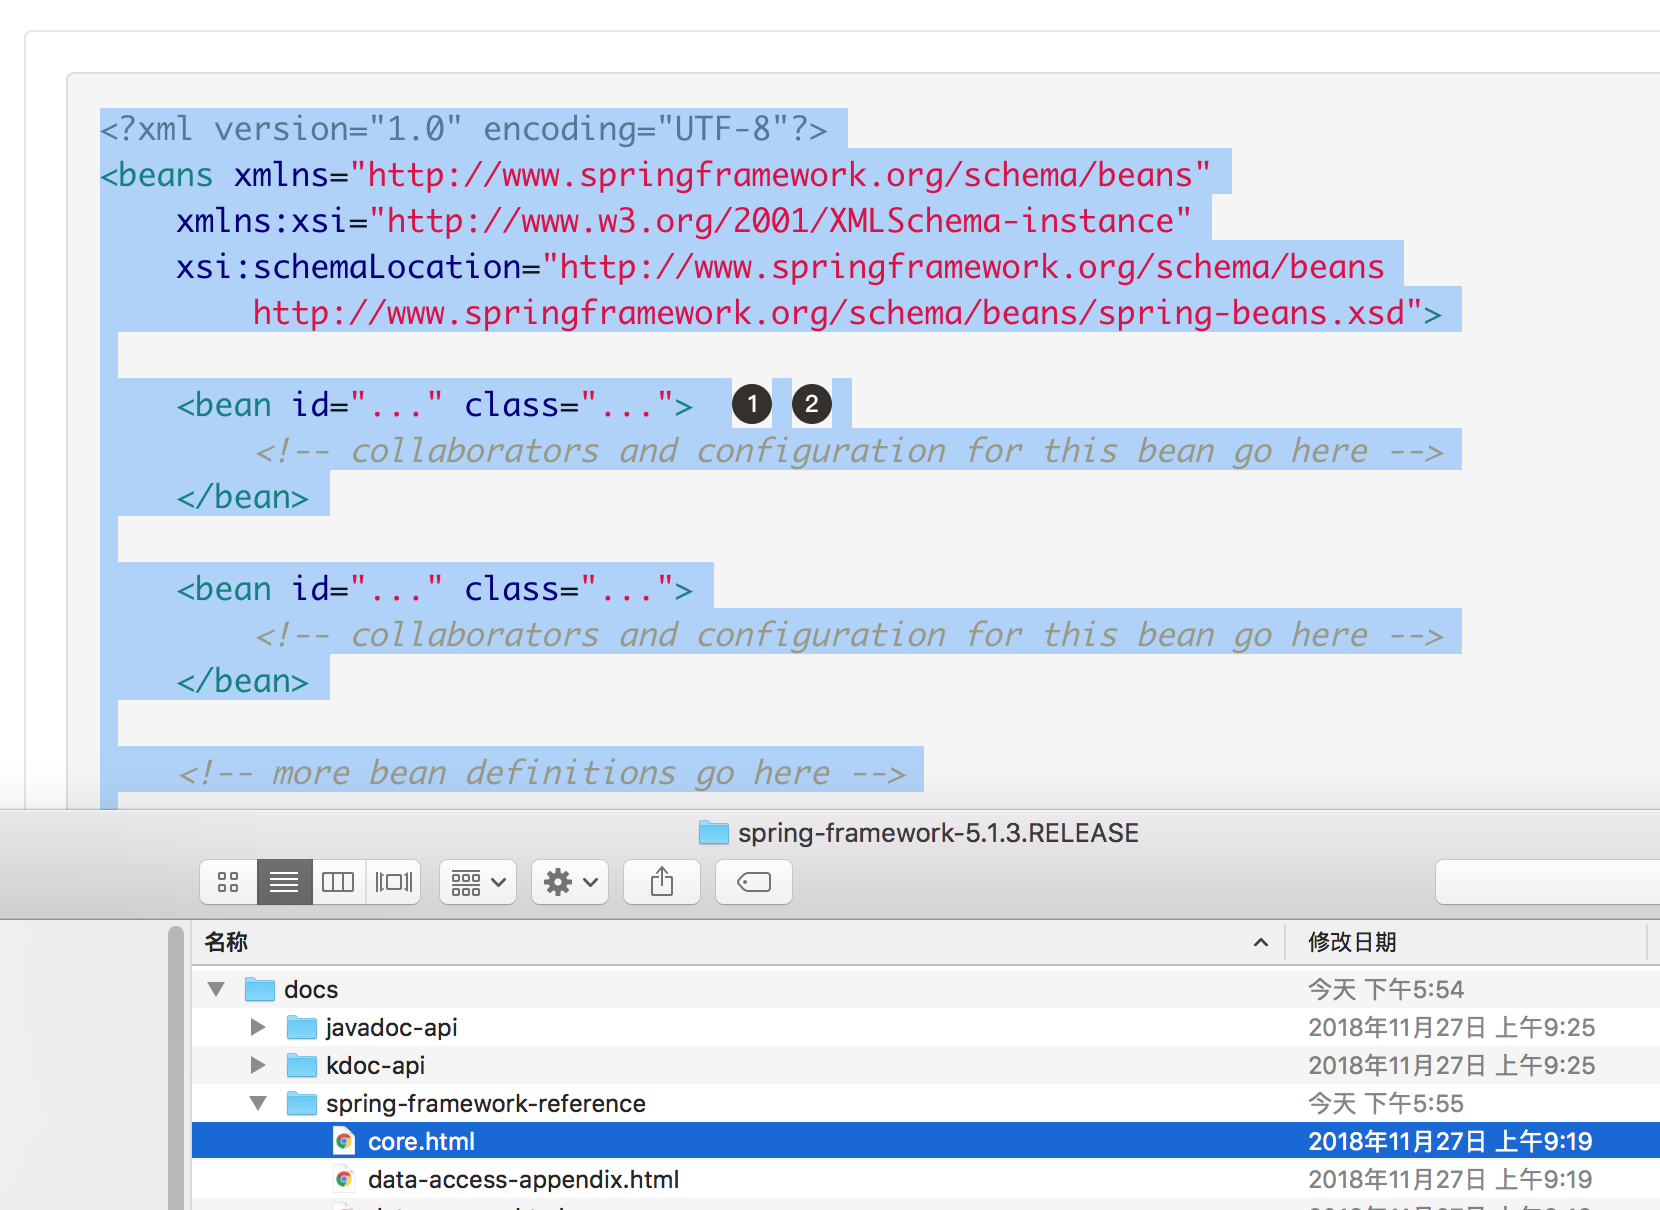 <?xml version="1.0" encoding="UTF-8"?>
<beans xmlns="http://www.springframework.org/schema/beans"
    xmlns:xsi="http://www.w3.org/2001/XMLSchema-instance"
    xsi:schemaLocation="http://www.springframework.org/schema/beans
        http://www.springframework.org/schema/beans/spring-beans.xsd">
    <bean id="..." class="..."> 1 2
        <!-- collaborators and configuration for this bean go here -->
    </bean>
    <bean id="..." class="...">
        <!-- collaborators and configuration for this bean go here -->
    </bean>
    <!-- more bean definitions go here -->
spring-framework-5.1.3.RELEASE
名称 修改日期
docs 今天 下午5:54
javadoc-api 2018年11月27日 上午9:25
kdoc-api 2018年11月27日 上午9:25
spring-framework-reference 今天 下午5:55
core.html 2018年11月27日 上午9:19
data-access-appendix.html 2018年11月27日 上午9:19